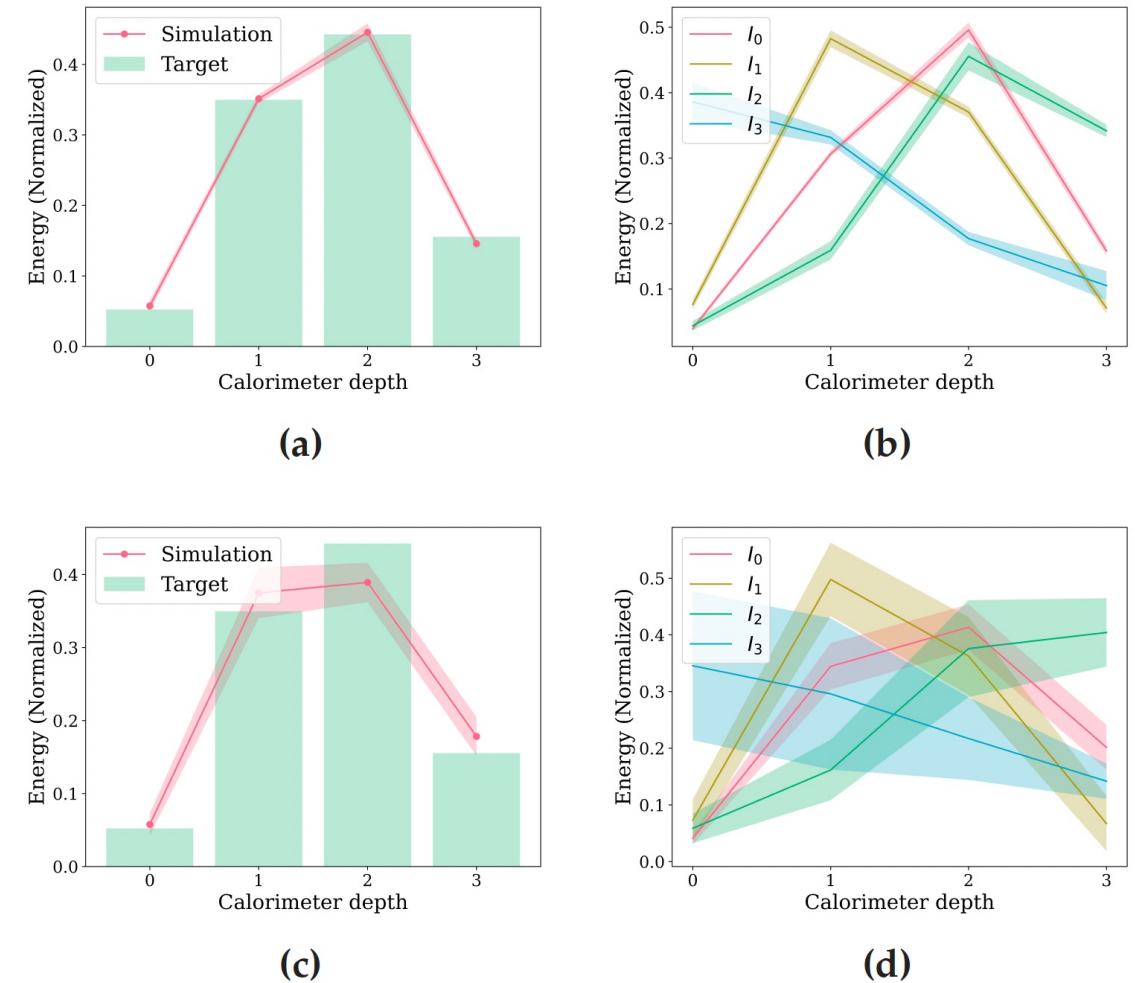 Simulation
Target
0.4
0.3
0.2
0.1
0.0
Energy (Normalized)
0 1 2 3
Calorimeter depth
(a)
I0
I1
I2
I3
0.5
0.4
0.3
0.2
0.1
Energy (Normalized)
0 1 2 3
Calorimeter depth
(b)
Simulation
Target
0.4
0.3
0.2
0.1
0.0
Energy (Normalized)
0 1 2 3
Calorimeter depth
(c)
I0
I1
I2
I3
0.5
0.4
0.3
0.2
0.1
0.0
Energy (Normalized)
0 1 2 3
Calorimeter depth
(d)